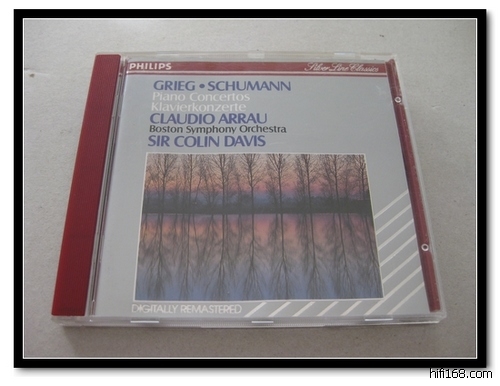 PHILIPS
Silver Line Classics
GRIEG • SCHUMANN
Piano Concertos
Klavierkonzerte
CLAUDIO ARRAU
Boston Symphony Orchestra
SIR COLIN DAVIS
DIGITALLY REMASTERED
hifi168.com